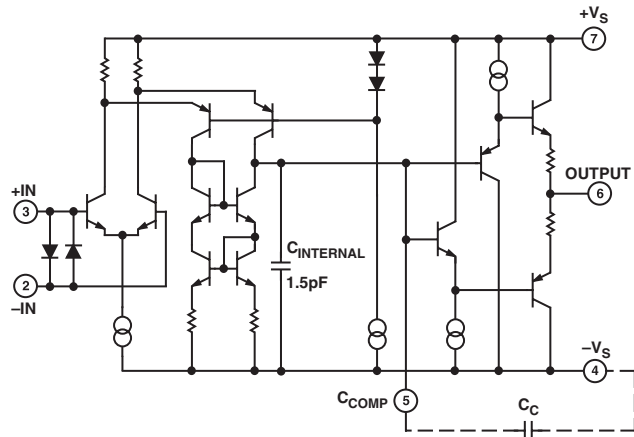 +VS
7
+IN
3
OUTPUT
6
CINTERNAL
1.5pF
2
–IN
–VS
4
CCOMP
5
CC